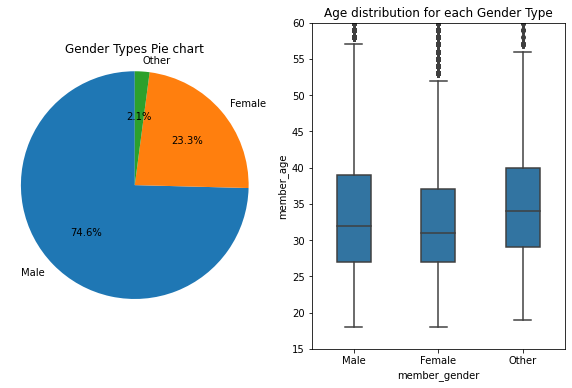 Gender Types Pie chart
Other
Female
2.1%
23.3%
74.6%
Male
Age distribution for each Gender Type
60
55
50
45
40
35
30
25
20
15
member_age
Male
Female
Other
member_gender